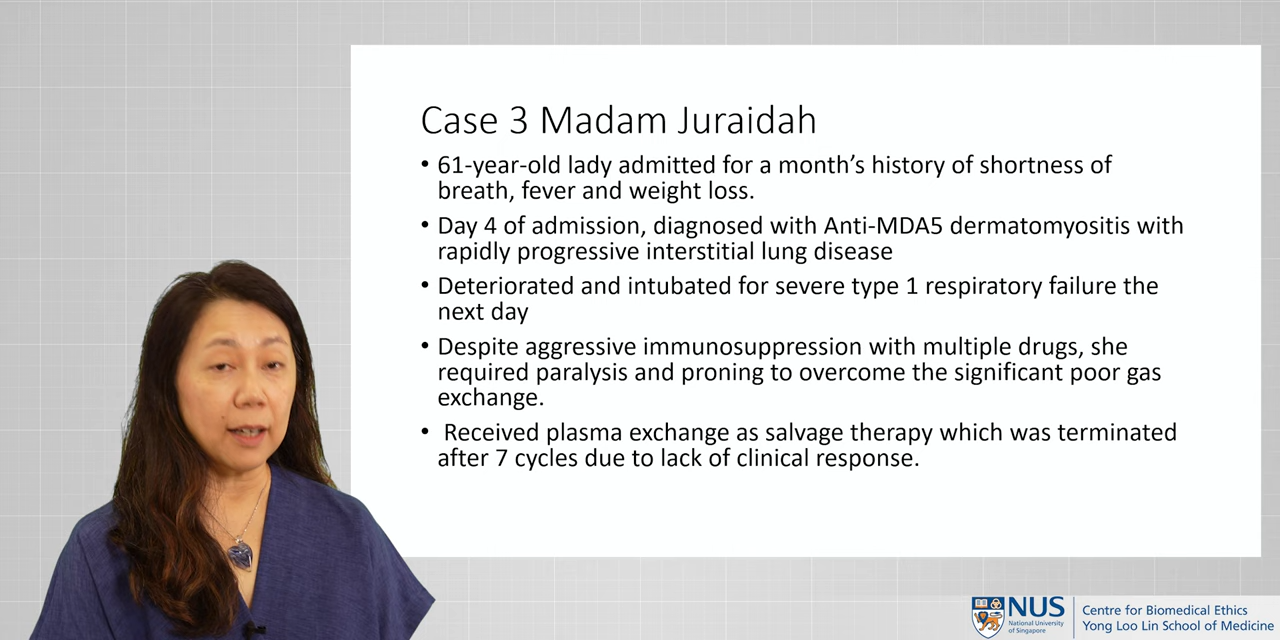 Case 3 Madam Juraidah
• 61-year-old lady admitted for a month’s history of shortness of
breath, fever and weight loss.
• Day 4 of admission, diagnosed with Anti-MDA5 dermatomyositis with
rapidly progressive interstitial lung disease
• Deteriorated and intubated for severe type 1 respiratory failure the
next day
• Despite aggressive immunosuppression with multiple drugs, she
required paralysis and proning to overcome the significant poor gas
exchange.
• Received plasma exchange as salvage therapy which was terminated
after 7 cycles due to lack of clinical response.
NUS
National University
of Singapore
Centre for Biomedical Ethics
Yong Loo Lin School of Medicine